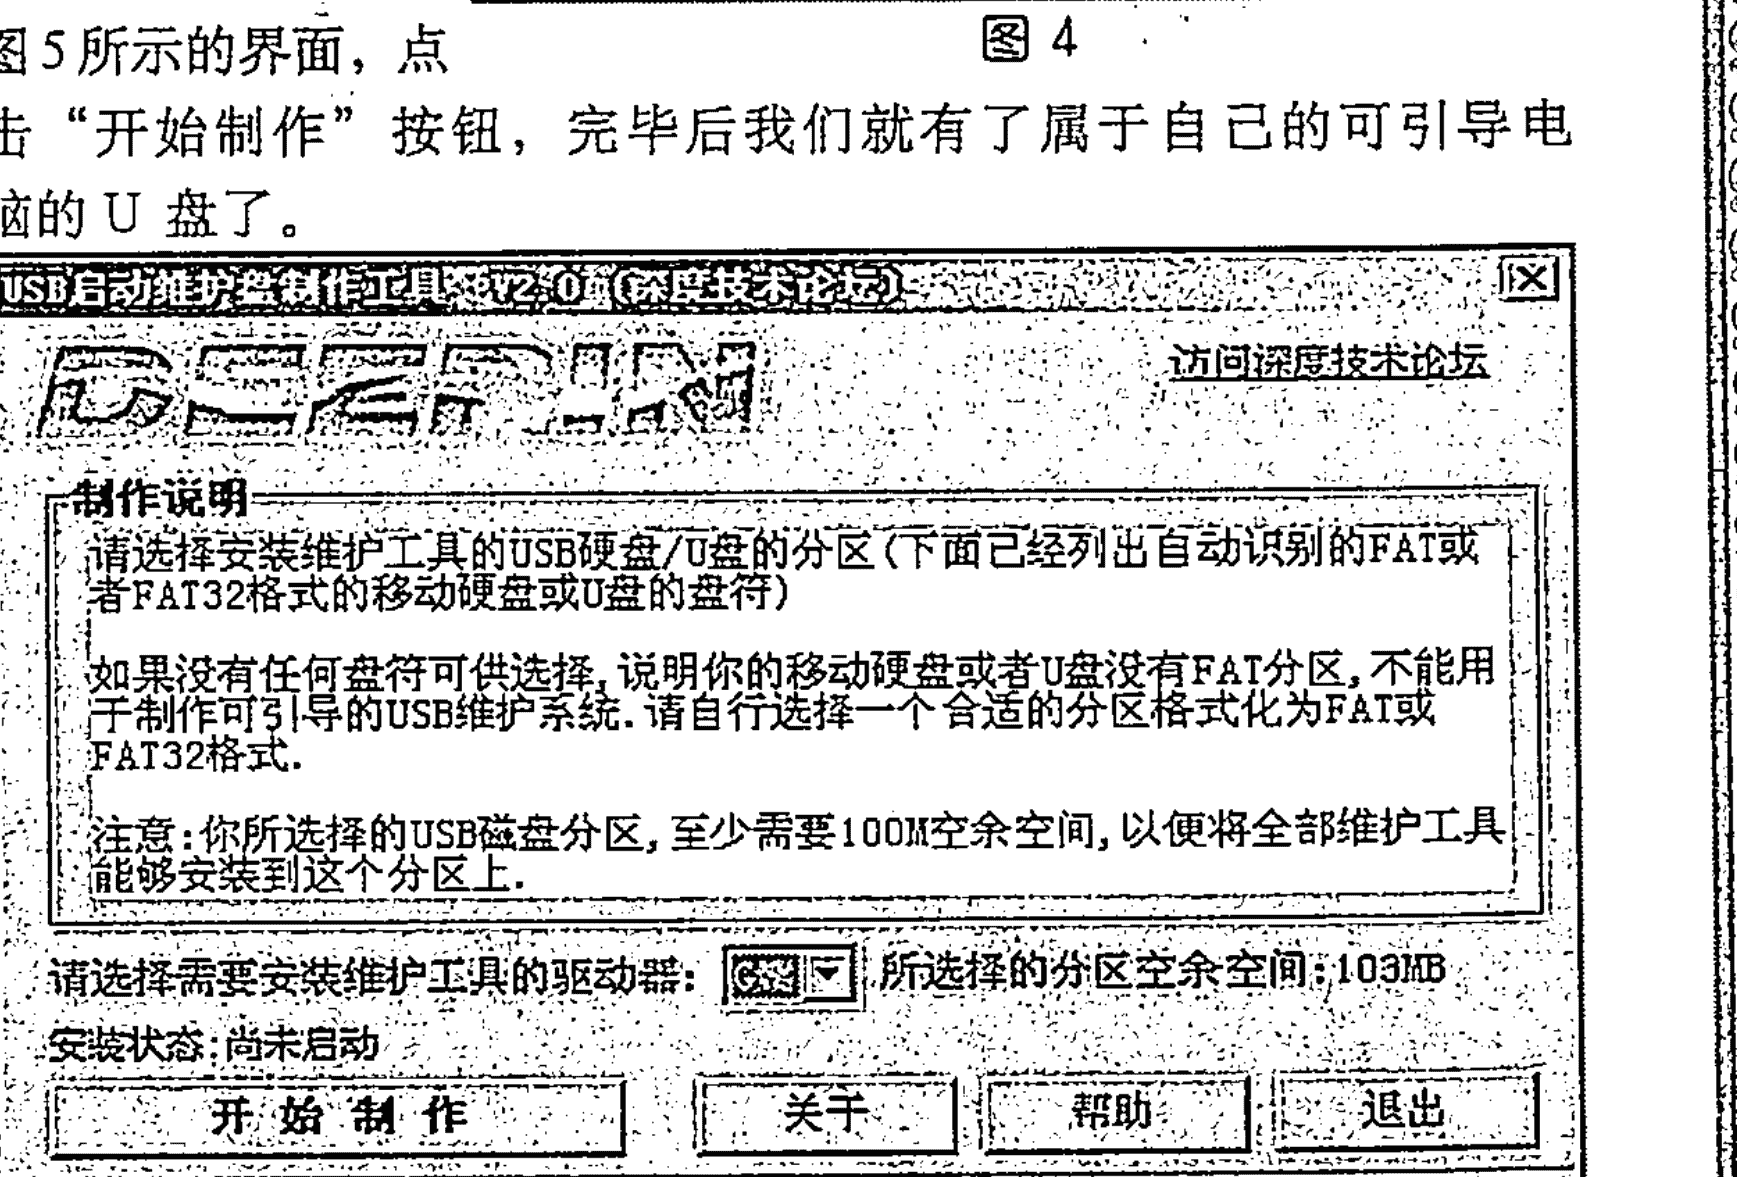 图5所示的界面，点
图 4
击“开始制作”按钮，完毕后我们就有了属于自己的可引导电
脑的 U 盘了。
USB启动维护盘制作工具 V2.0 (深度技术论坛)
访问深度技术论坛
制作说明
请选择安装维护工具的USB硬盘/U盘的分区(下面已经列出自动识别的FAT或
者FAT32格式的移动硬盘或U盘的盘符)
如果没有任何盘符可供选择,说明你的移动硬盘或者U盘没有FAT分区,不能用
于制作可引导的USB维护系统.请自行选择一个合适的分区格式化为FAT或
FAT32格式.
注意:你所选择的USB磁盘分区,至少需要100M空余空间,以便将全部维护工具
能够安装到这个分区上.
请选择需要安装维护工具的驱动器: 所选择的分区空余空间:103MB
安装状态:尚未启动
开 始 制 作
关于
帮助
退出